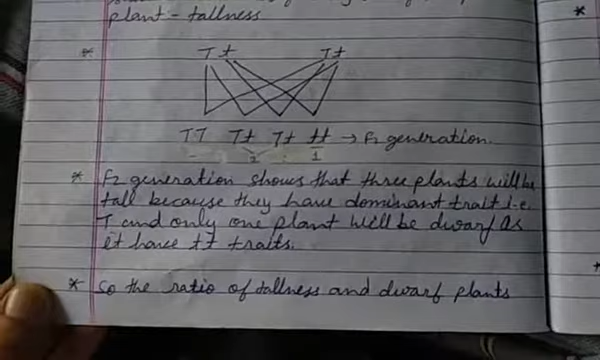 plant - tallness
* Tt Tt
TT Tt Tt tt → F2 generation.
2 1
* F2 generation shows that three plants will be
tall because they have dominant trait i.e.
T and only one plant will be dwarf as
it have tt traits.
* so the ratio of tallness and dwarf plants